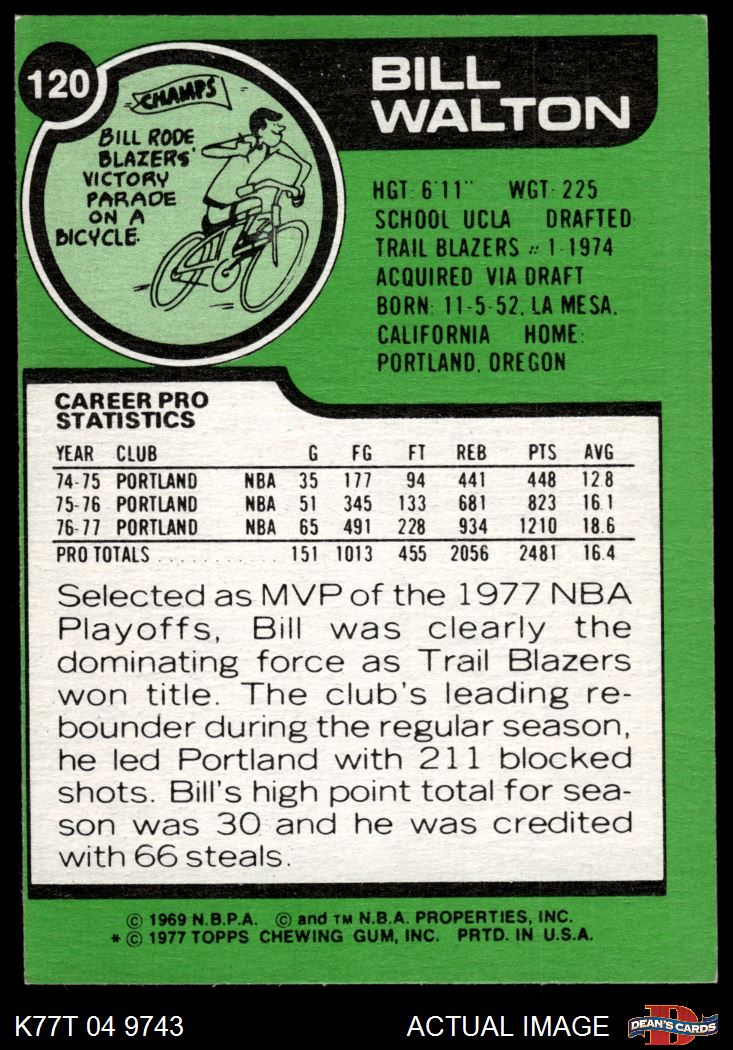 120
CHAMPS
BILL RODE
BLAZERS'
VICTORY
PARADE
ON A
BICYCLE.
BILL
WALTON
HGT: 6'11" WGT: 225
SCHOOL: UCLA DRAFTED:
TRAIL BLAZERS #1-1974
ACQUIRED: VIA DRAFT
BORN: 11-5-52, LA MESA,
CALIFORNIA HOME:
PORTLAND, OREGON
CAREER PRO
STATISTICS
YEAR CLUB G FG FT REB PTS AVG
74-75 PORTLAND NBA 35 177 94 441 448 12.8
75-76 PORTLAND NBA 51 345 133 681 823 16.1
76-77 PORTLAND NBA 65 491 228 934 1210 18.6
PRO TOTALS . . . . . . . . . . 151 1013 455 2056 2481 16.4
Selected as MVP of the 1977 NBA
Playoffs, Bill was clearly the
dominating force as Trail Blazers
won title. The club's leading re-
bounder during the regular season,
he led Portland with 211 blocked
shots. Bill's high point total for sea-
son was 30 and he was credited
with 66 steals.
© 1969 N.B.P.A. © and TM N.B.A. PROPERTIES, INC.
* © 1977 TOPPS CHEWING GUM, INC. PRTD. IN U.S.A.
K77T 04 9743 ACTUAL IMAGE DEAN'S CARDS